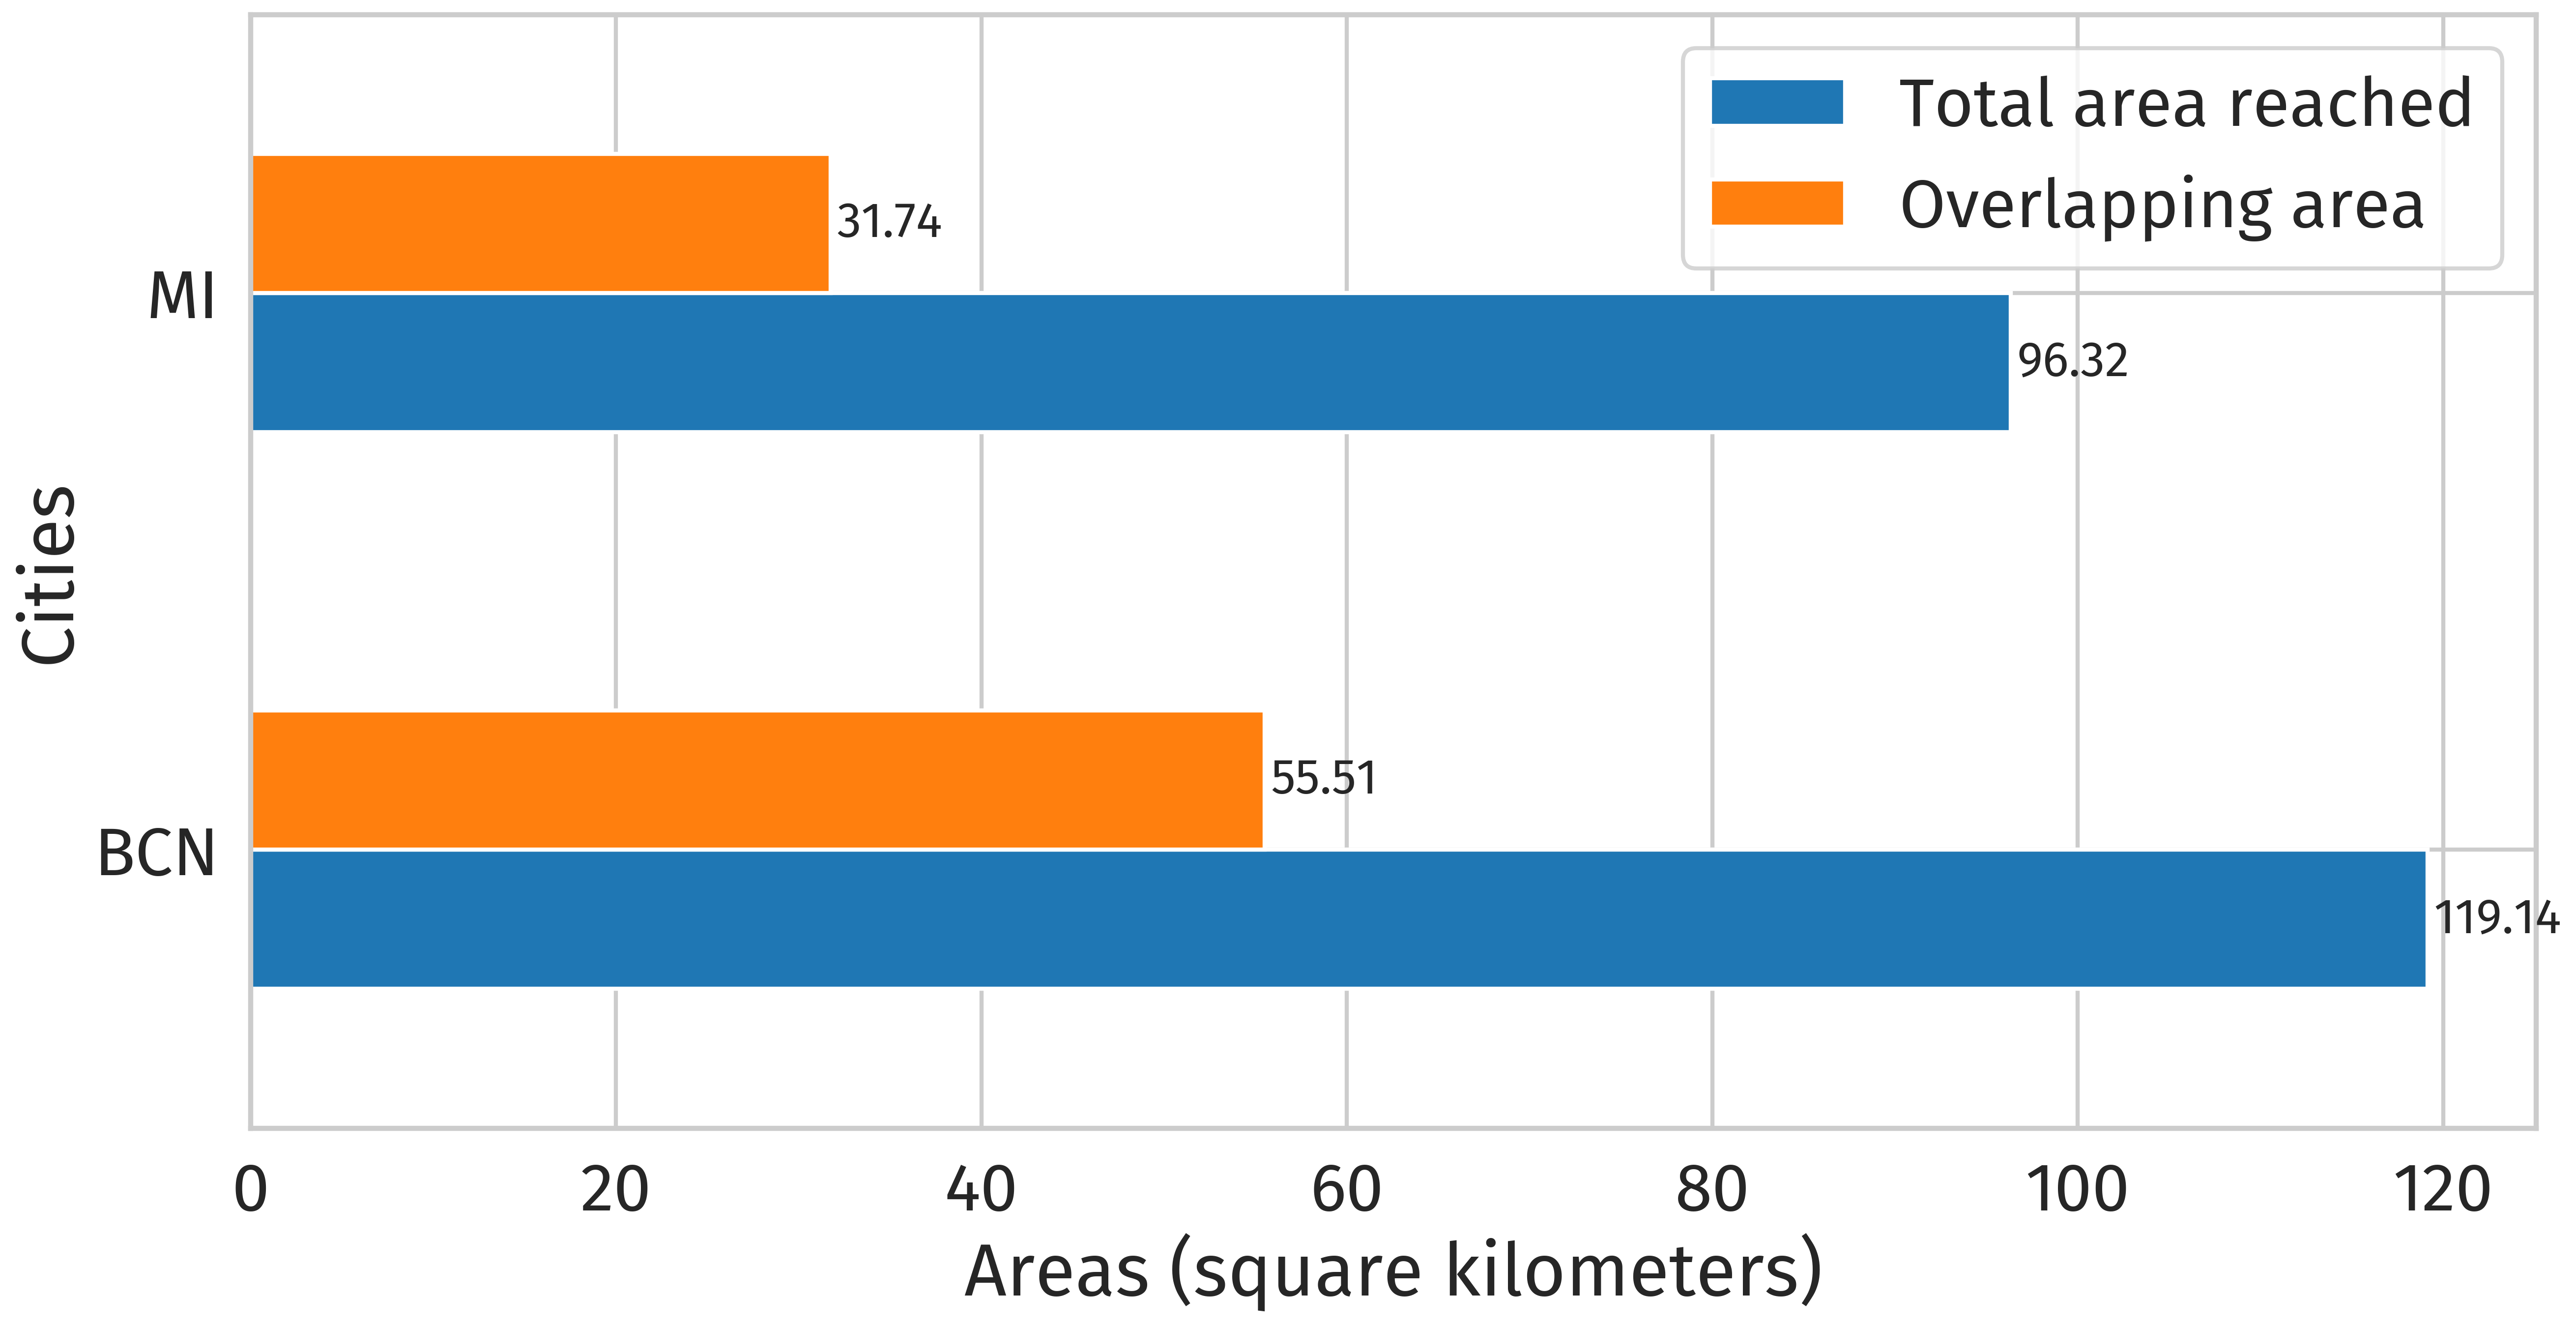 Total area reached
Overlapping area
31.74
MI
96.32
Cities
55.51
BCN
119.14
0 20 40 60 80 100 120
Areas (square kilometers)